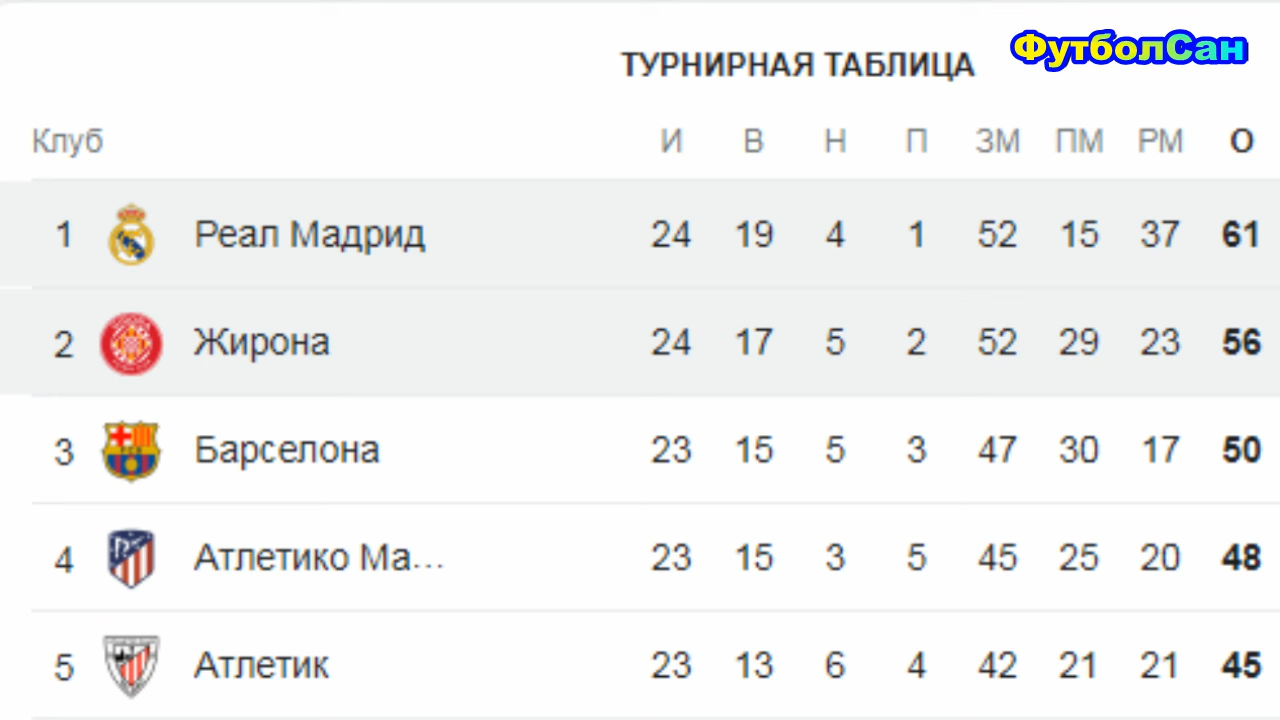 ФутболСан
ТУРНИРНАЯ ТАБЛИЦА
Клуб И В Н П ЗМ ПМ РМ О
1 Реал Мадрид 24 19 4 1 52 15 37 61
2 Жирона 24 17 5 2 52 29 23 56
3 Барселона 23 15 5 3 47 30 17 50
4 Атлетико Ма... 23 15 3 5 45 25 20 48
5 Атлетик 23 13 6 4 42 21 21 45